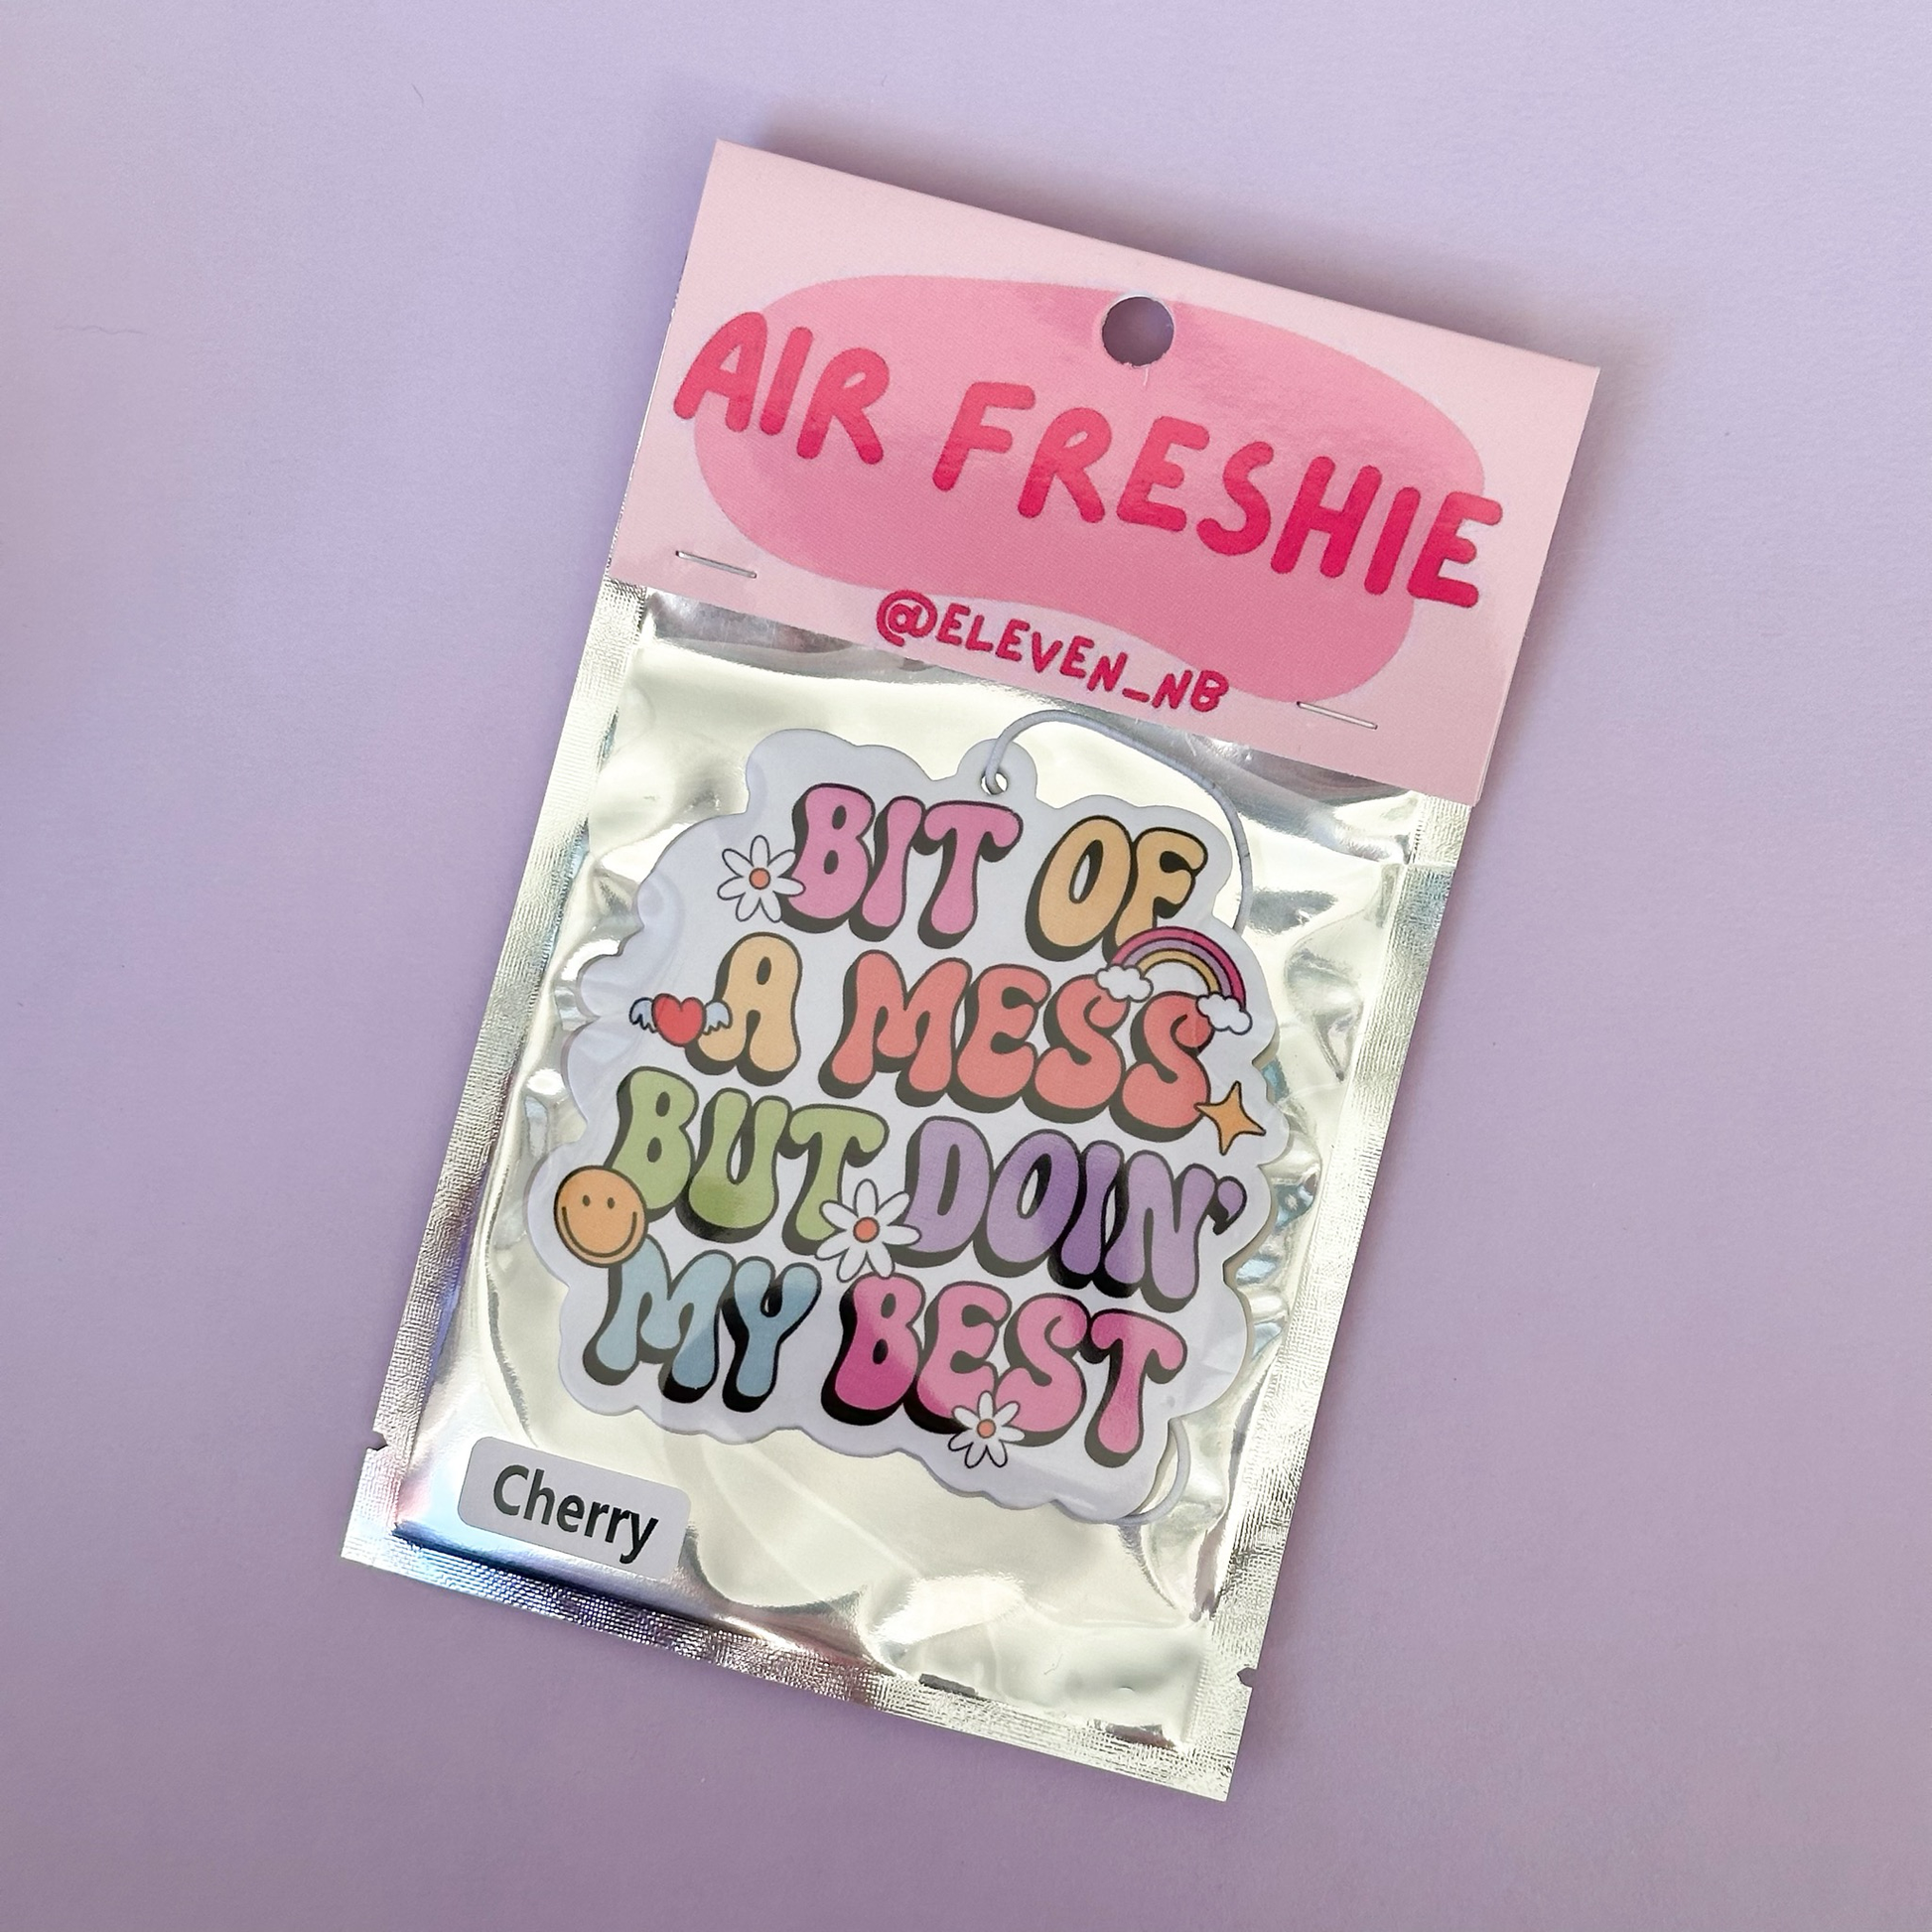 AIR FRESHIE
@ELEVEN_NB
BIT OF
A MESS
BUT DOIN'
MY BEST
Cherry